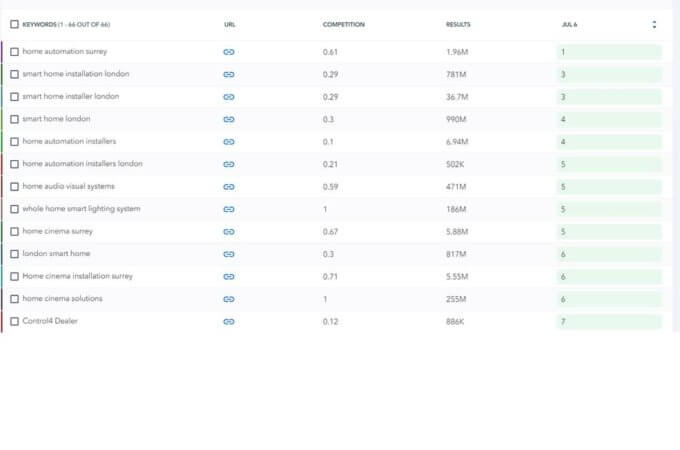 KEYWORDS (1 - 66 OUT OF 66) URL COMPETITION RESULTS JUL 6
home automation surrey 0.61 1.96M 1
smart home installation london 0.29 781M 3
smart home installer london 0.29 36.7M 3
smart home london 0.3 990M 4
home automation installers 0.1 6.94M 4
home automation installers london 0.21 502K 5
home audio visual systems 0.59 471M 5
whole home smart lighting system 1 186M 5
home cinema surrey 0.67 5.88M 5
london smart home 0.3 817M 6
Home cinema installation surrey 0.71 5.55M 6
home cinema solutions 1 255M 6
Control4 Dealer 0.12 886K 7